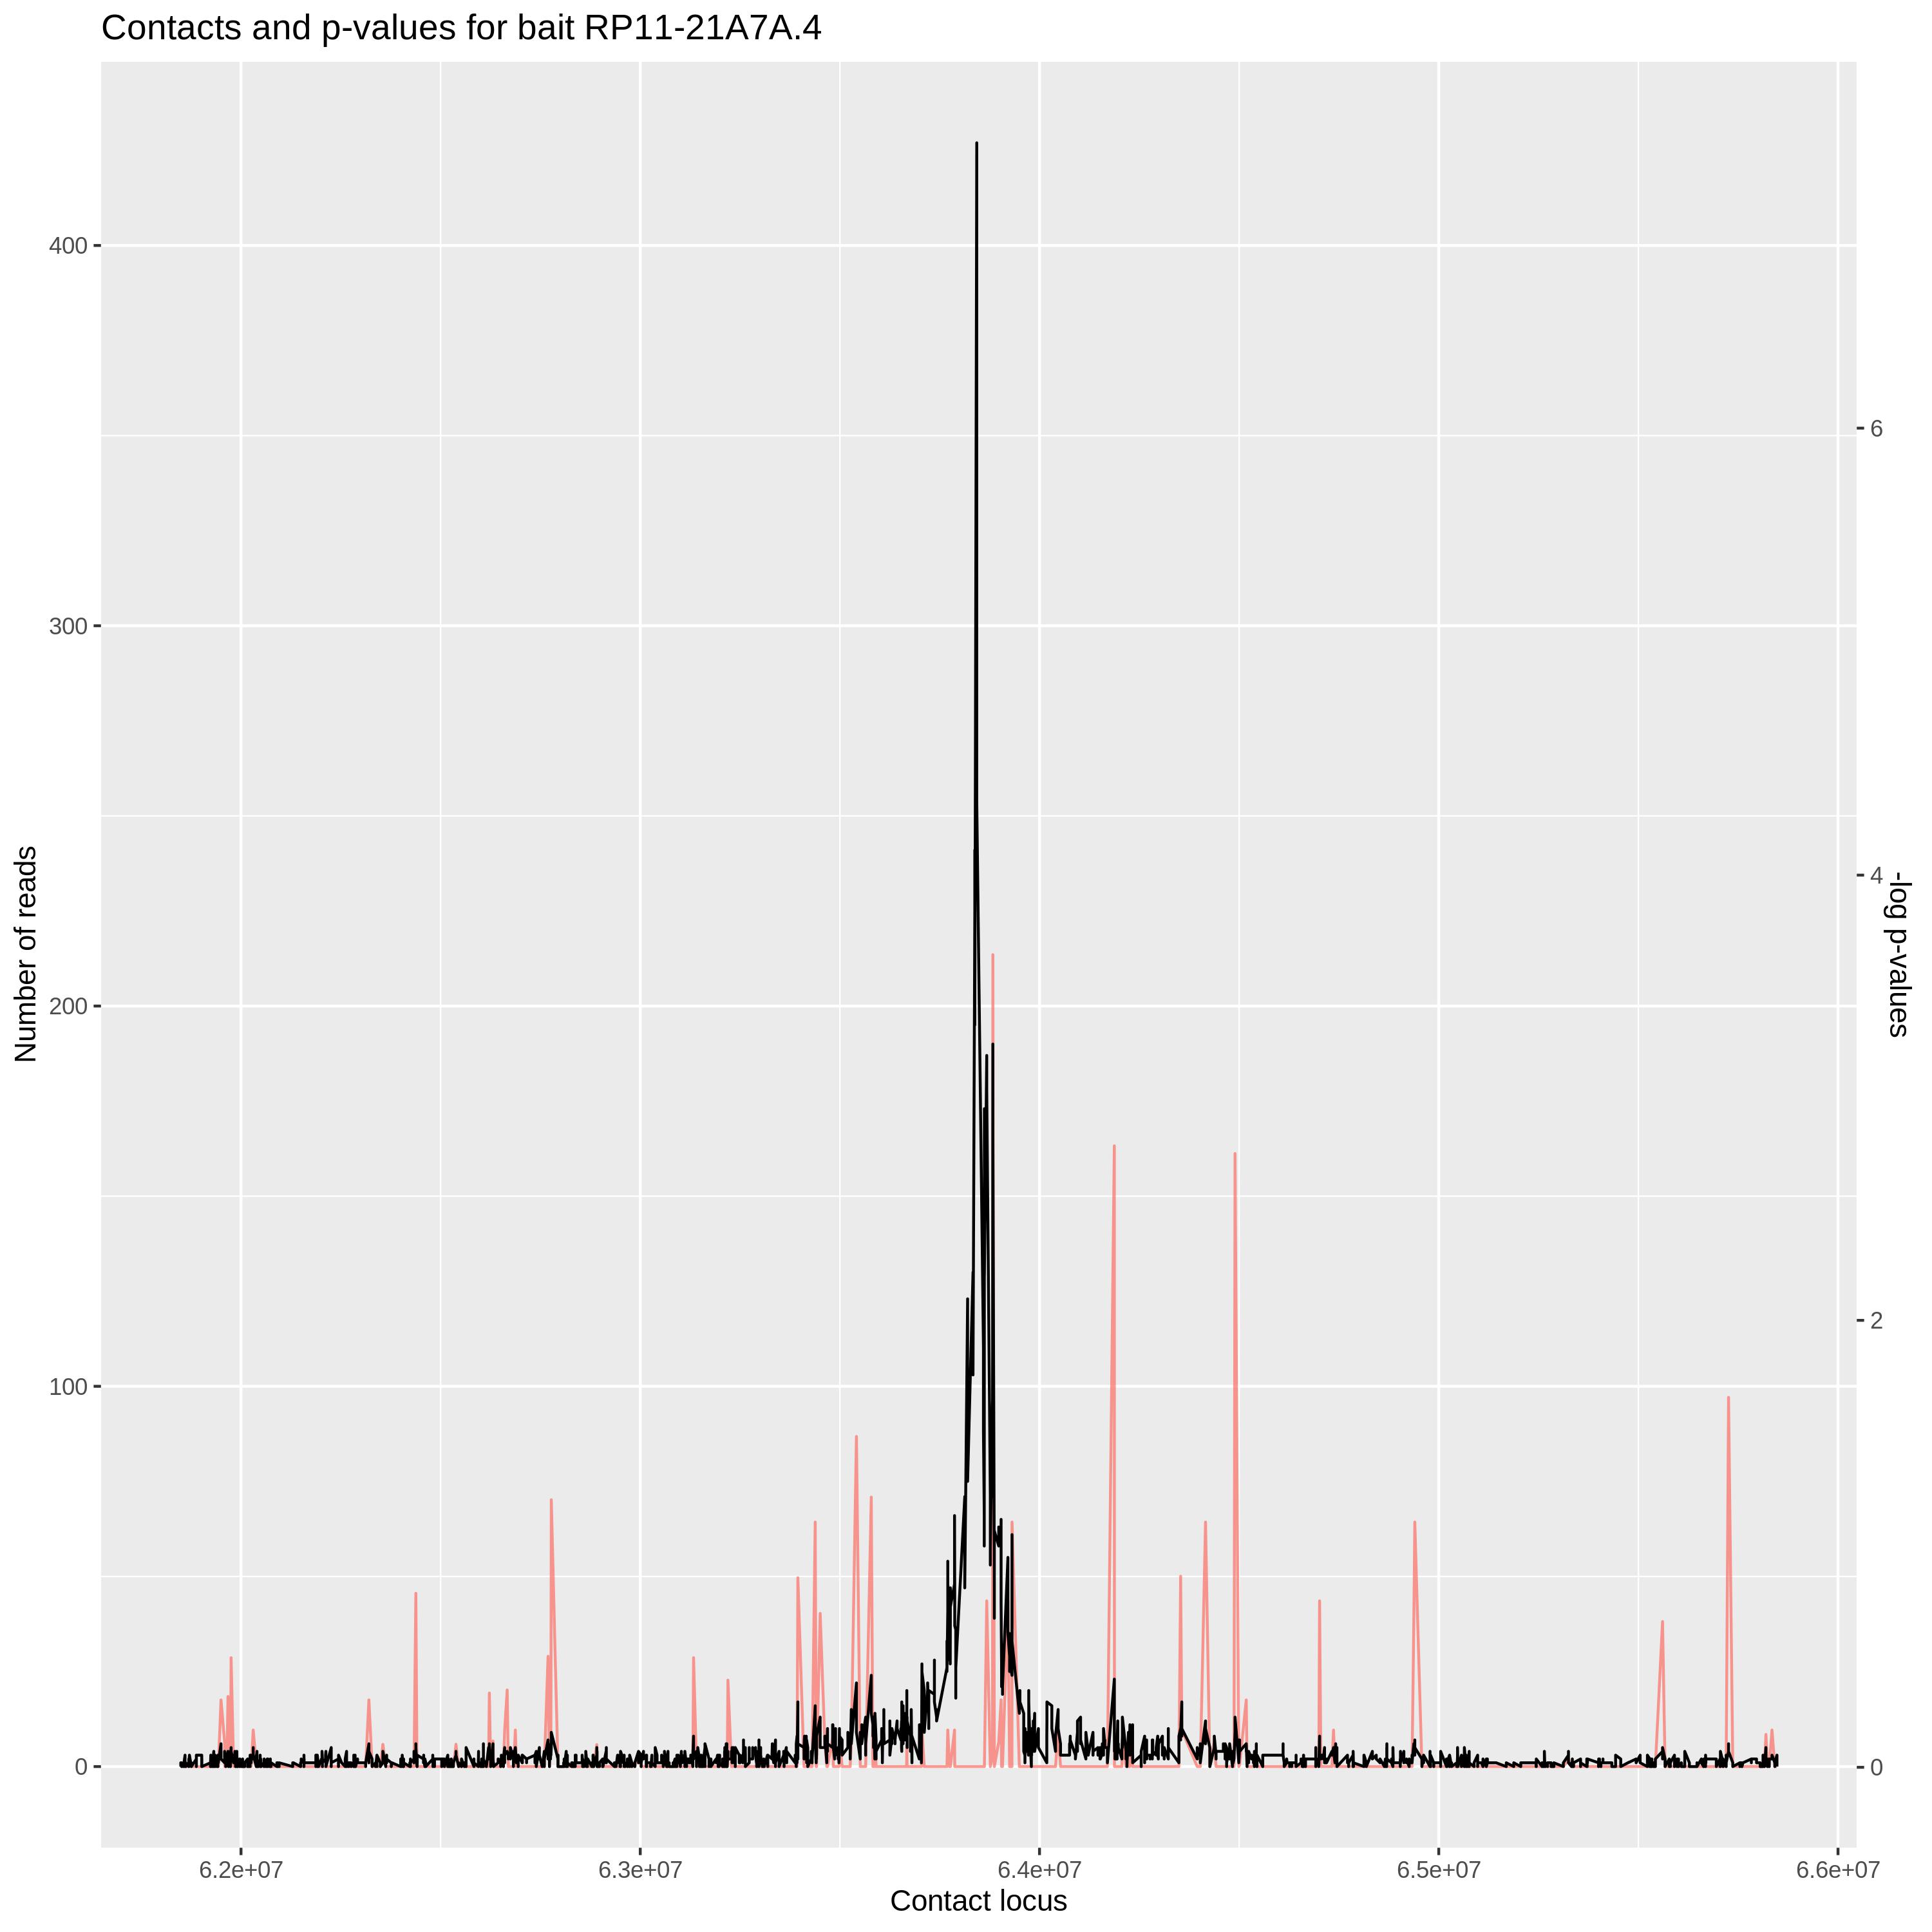 Contacts and p-values for bait RP11-21A7A.4
400
300
200
100
0
Number of reads
6
4
2
0
-log p-values
6.2e+07 6.3e+07 6.4e+07 6.5e+07 6.6e+07
Contact locus